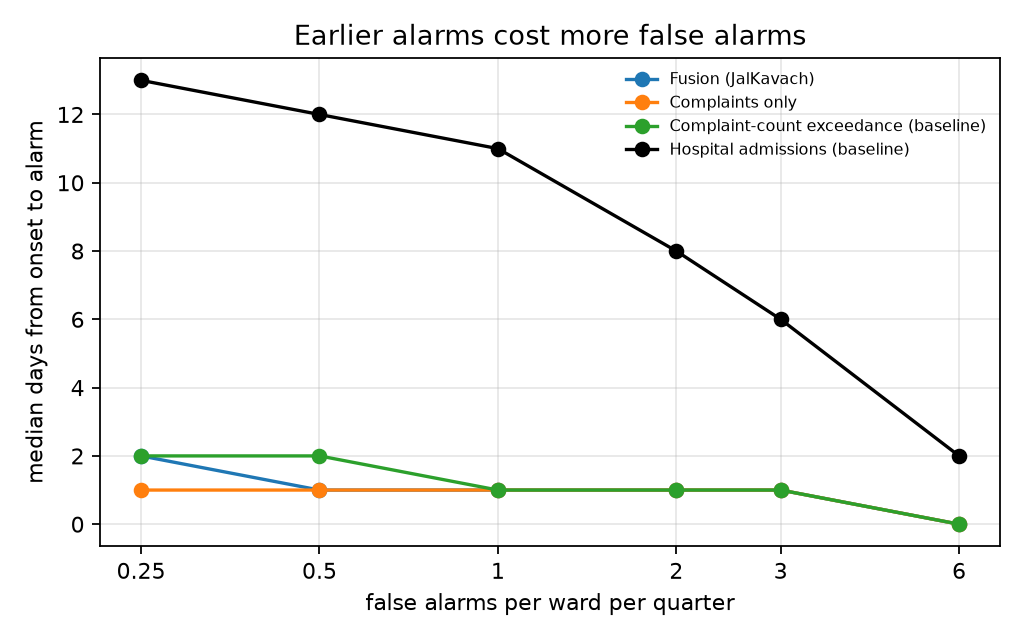 Earlier alarms cost more false alarms
Fusion (JalKavach)
Complaints only
Complaint-count exceedance (baseline)
Hospital admissions (baseline)
median days from onset to alarm
12
10
8
6
4
2
0
0.25 0.5 1 2 3 6
false alarms per ward per quarter